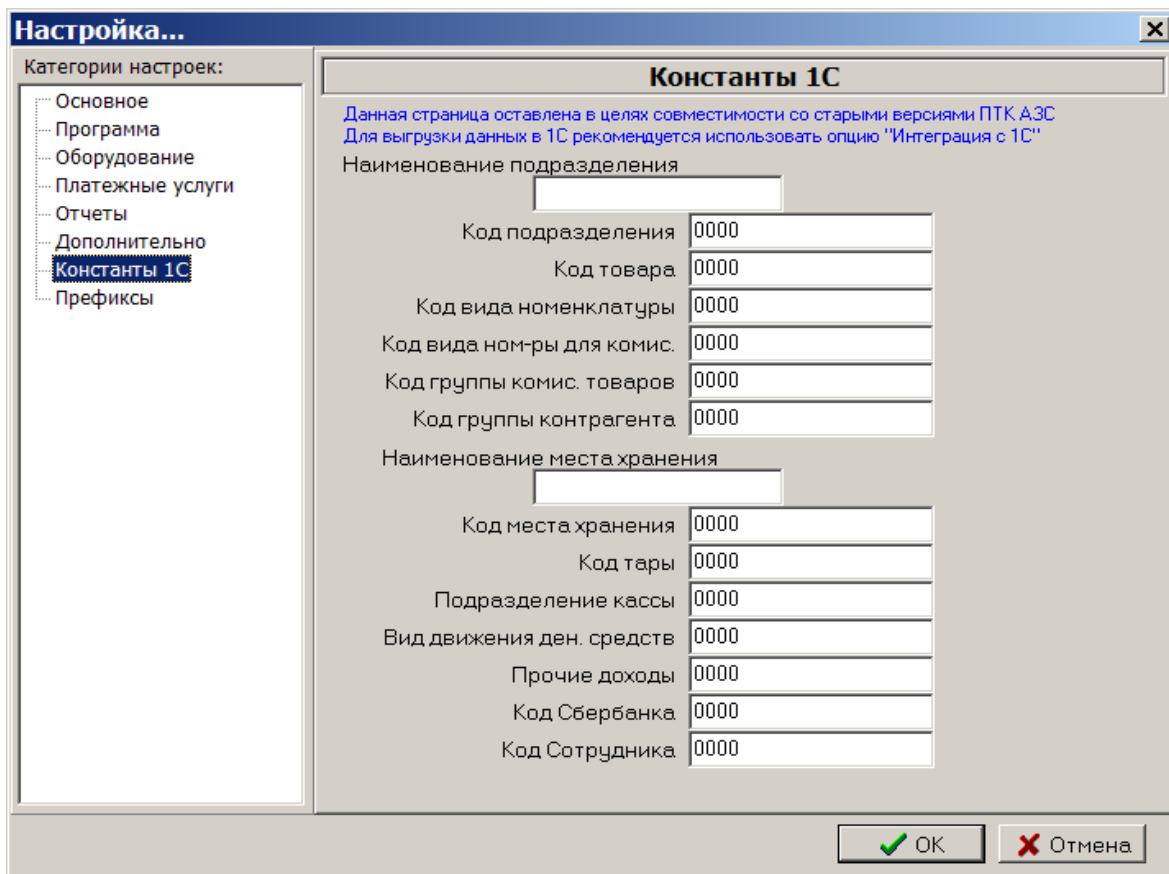 Настройка...
Категории настроек:
Основное
Программа
Оборудование
Платежные услуги
Отчеты
Дополнительно
Константы 1С
Префиксы
Константы 1С
Данная страница оставлена в целях совместимости со старыми версиями ПТК АЗС
Для выгрузки данных в 1С рекомендуется использовать опцию "Интеграция с 1С"
Наименование подразделения
Код подразделения 0000
Код товара 0000
Код вида номенклатуры 0000
Код вида ном-ры для комис. 0000
Код группы комис. товаров 0000
Код группы контрагента 0000
Наименование места хранения
Код места хранения 0000
Код тары 0000
Подразделение кассы 0000
Вид движения ден. средств 0000
Прочие доходы 0000
Код Сбербанка 0000
Код Сотрудника 0000
OK Отмена